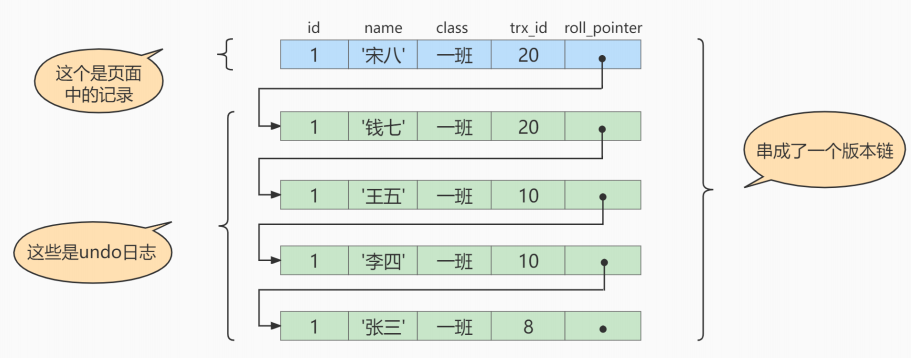 id name class trx_id roll_pointer
1 '宋八' 一班 20
这个是页面
中的记录
1 '钱七' 一班 20
串成了一个版本链
1 '王五' 一班 10
这些是undo日志
1 '李四' 一班 10
1 '张三' 一班 8